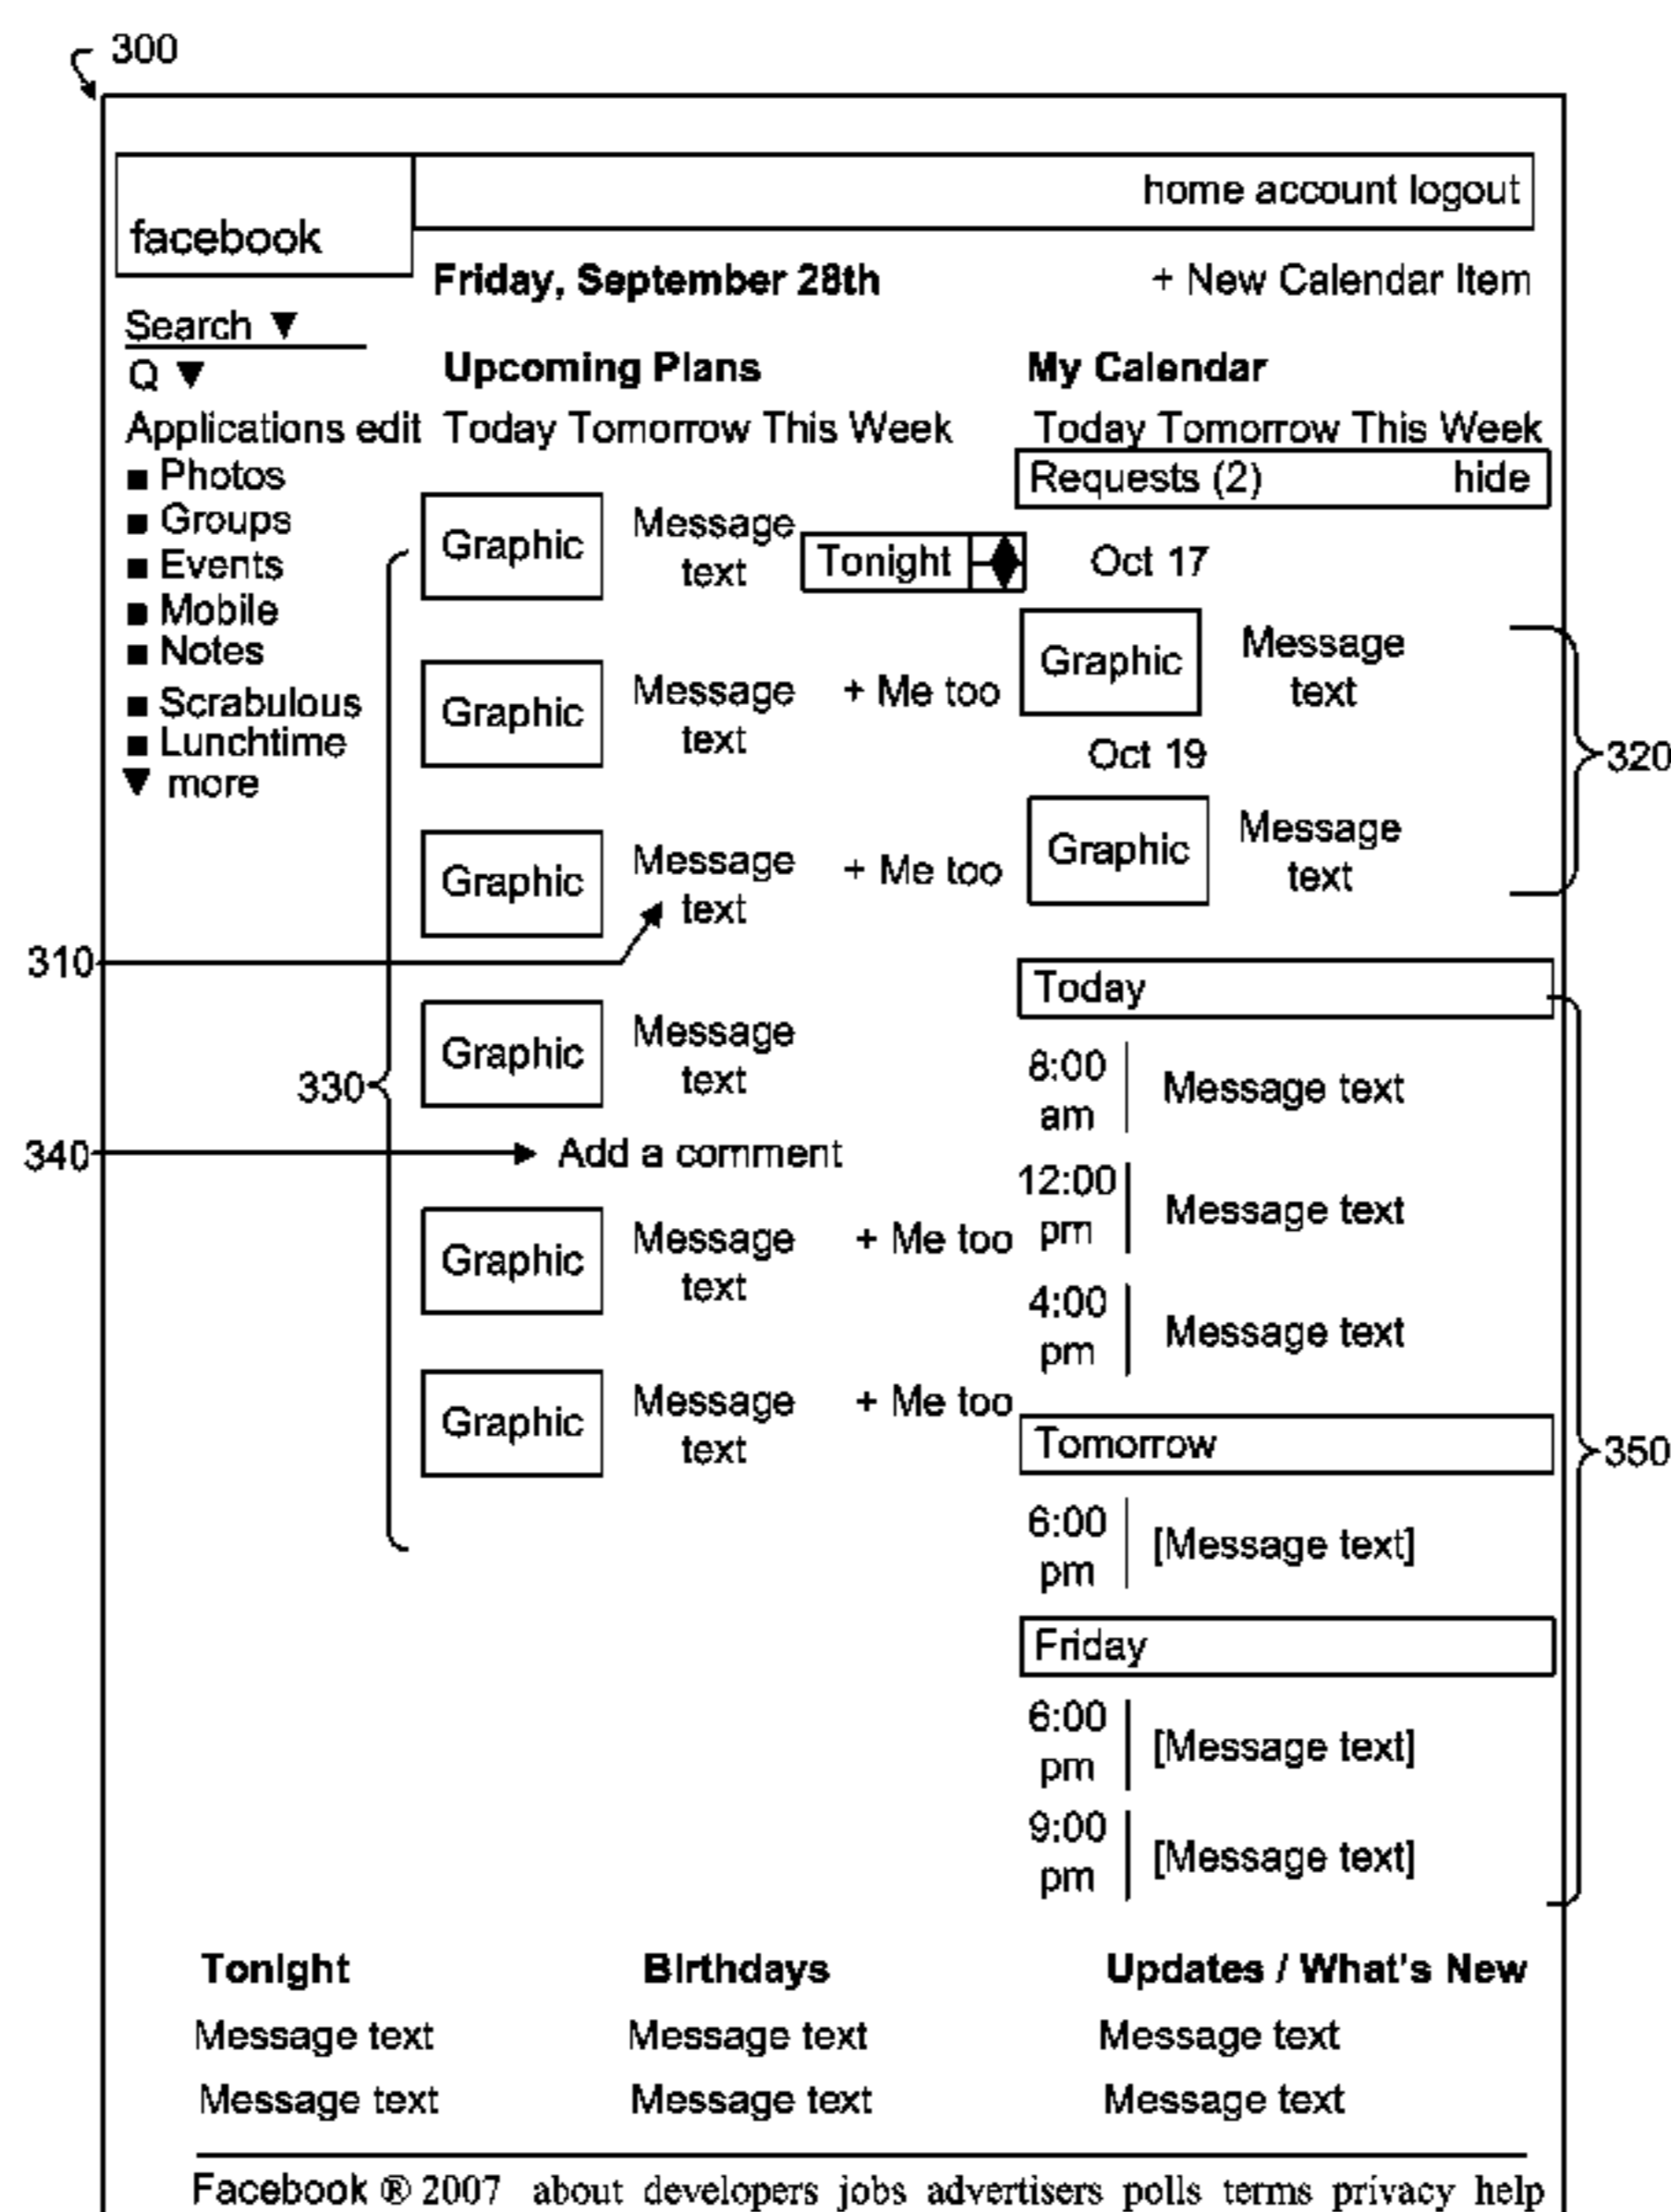 300
home account logout
facebook
Friday, September 28th
+ New Calendar Item
Search ▼
Q ▼
Applications edit
■ Photos
■ Groups
■ Events
■ Mobile
■ Notes
■ Scrabulous
■ Lunchtime
▼ more
Upcoming Plans
Today Tomorrow This Week
Graphic
Message
text
Tonight
Graphic
Message
text
+ Me too
Graphic
Message
text
+ Me too
310
Graphic
Message
text
330
340
Add a comment
Graphic
Message
text
+ Me too
Graphic
Message
text
+ Me too
My Calendar
Today Tomorrow This Week
Requests (2) hide
Oct 17
Graphic
Message
text
Oct 19
320
Graphic
Message
text
Today
8:00
am
Message text
12:00
pm
Message text
4:00
pm
Message text
Tomorrow
350
6:00
pm
[Message text]
Friday
6:00
pm
[Message text]
9:00
pm
[Message text]
Tonight
Message text
Message text
Birthdays
Message text
Message text
Updates / What's New
Message text
Message text
Facebook ® 2007 about developers jobs advertisers polls terms privacy help